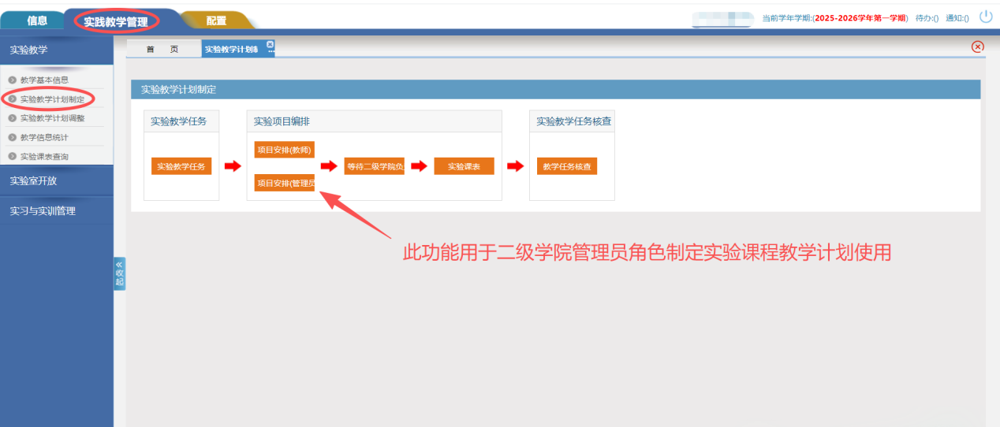 信息
实践教学管理
配置
当前学年学期:(2025-2026学年第一学期) 待办:() 通知:()
实验教学
首 页
实验教学计划制
...
教学基本信息
实验教学计划制定
实验教学计划调整
教学信息统计
实验课表查询
实验室开放
实习与实训管理
收起
实验教学计划制定
实验教学任务
实验项目编排
实验教学任务核查
实验教学任务
项目安排(教师)
项目安排(管理员
等待二级学院负
实验课表
教学任务核查
此功能用于二级学院管理员角色制定实验课程教学计划使用